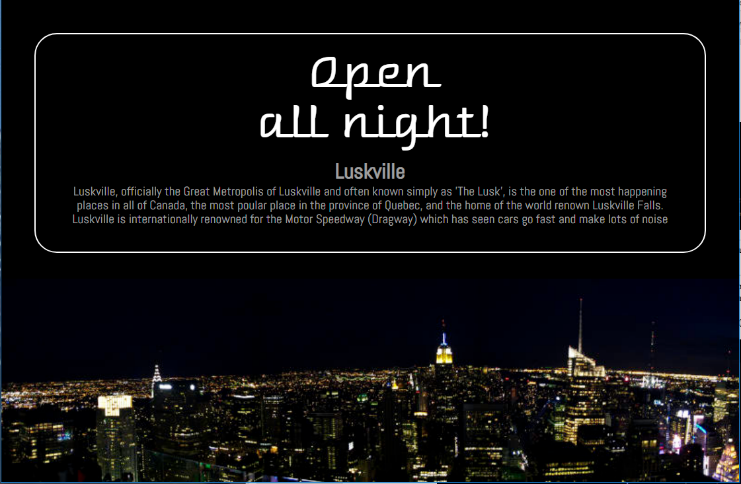 Open
all night!
Luskville
Luskville, officially the Great Metropolis of Luskville and often known simply as 'The Lusk', is the one of the most happening
places in all of Canada, the most poular place in the province of Quebec, and the home of the world renown Luskville Falls.
Luskville is internationally renowned for the Motor Speedway (Dragway) which has seen cars go fast and make lots of noise